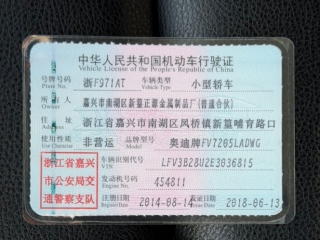 中华人民共和国机动车行驶证
Vehicle License of the People's Republic of China
号牌号码 浙F971AT 车辆类型 小型轿车
Plate No. Vehicle Type
所有人 嘉兴市南湖区新篁正源金属制品厂(普通合伙)
Owner
住址 浙江省嘉兴市南湖区凤桥镇新篁哺育路口
Address
使用性质 非营运 品牌型号 奥迪牌FV7205LADWG
Use Character Model
浙江省嘉兴市公安局交通警察支队
车辆识别代号 LFV3B28U2E3036815
VIN
发动机号码 454811
Engine No.
注册日期 2014-08-14 发证日期 2018-06-13
Register Date Issue Date